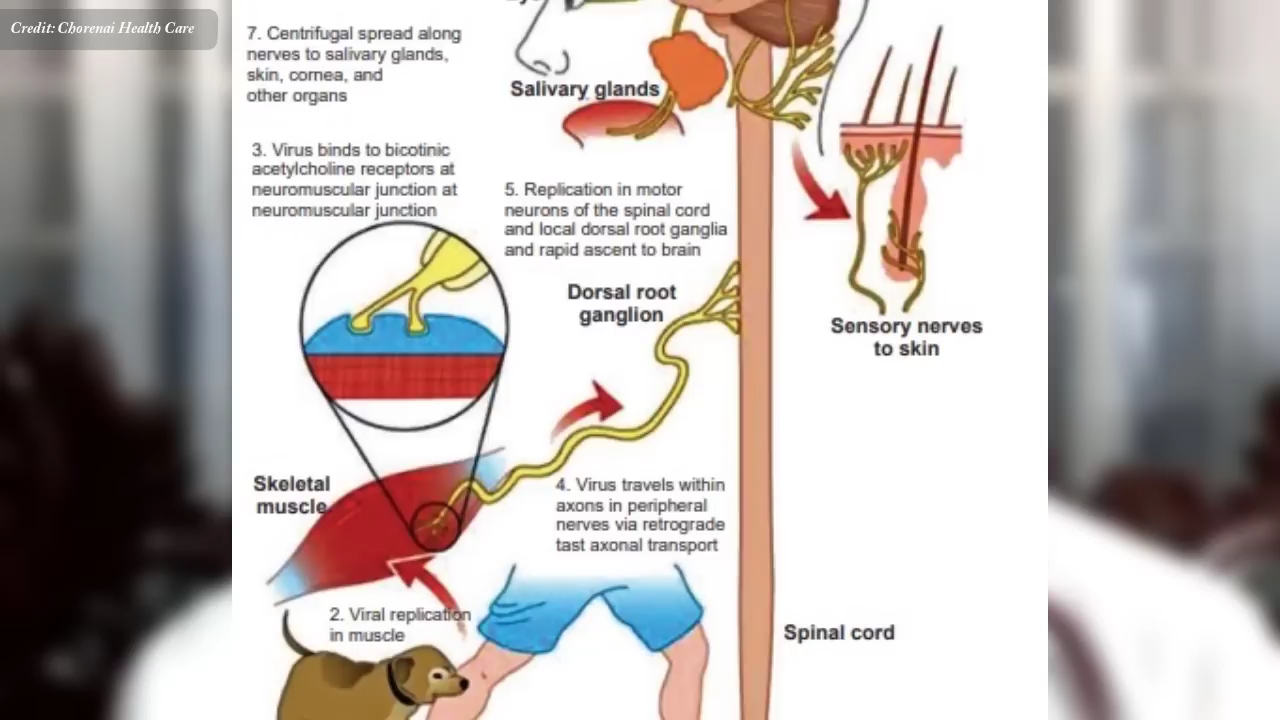 Credit: Chorenai Health Care
7. Centrifugal spread along
nerves to salivary glands,
skin, cornea, and
other organs
Salivary glands
3. Virus binds to bicotinic
acetylcholine receptors at
neuromuscular junction at
neuromuscular junction
5. Replication in motor
neurons of the spinal cord
and local dorsal root ganglia
and rapid ascent to brain
Dorsal root
ganglion
Sensory nerves
to skin
Skeletal
muscle
4. Virus travels within
axons in peripheral
nerves via retrograde
tast axonal transport
2. Viral replication
in muscle
Spinal cord